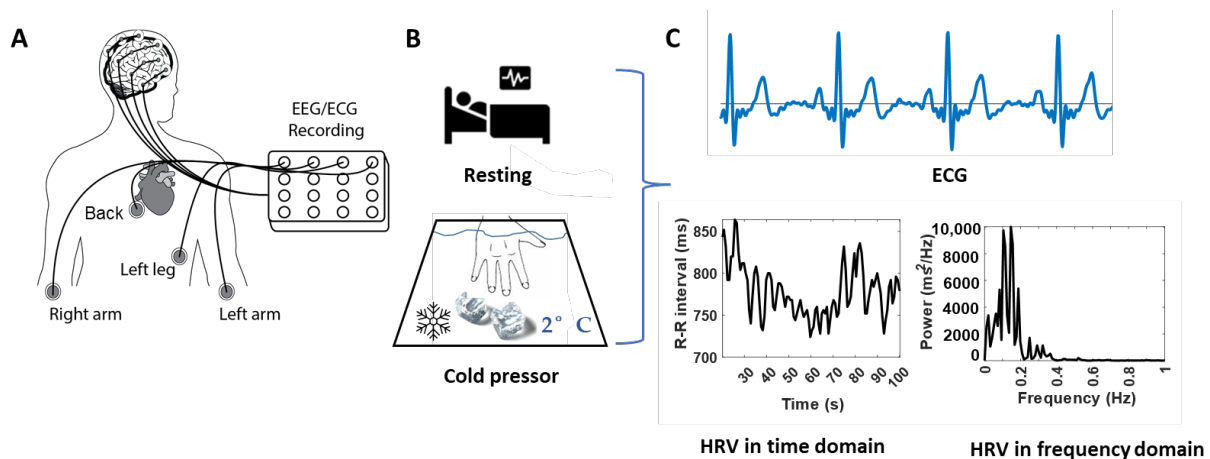 A
EEG/ECG
Recording
Back
Left leg
Right arm
Left arm
B
Resting
2° C
Cold pressor
C
ECG
R-R interval (ms)
850
800
750
700
30 40 50 60 70 80 90 100
Time (s)
HRV in time domain
Power (ms²/Hz)
10,000
8000
6000
4000
2000
0
0 0.2 0.4 0.6 0.8 1
Frequency (Hz)
HRV in frequency domain